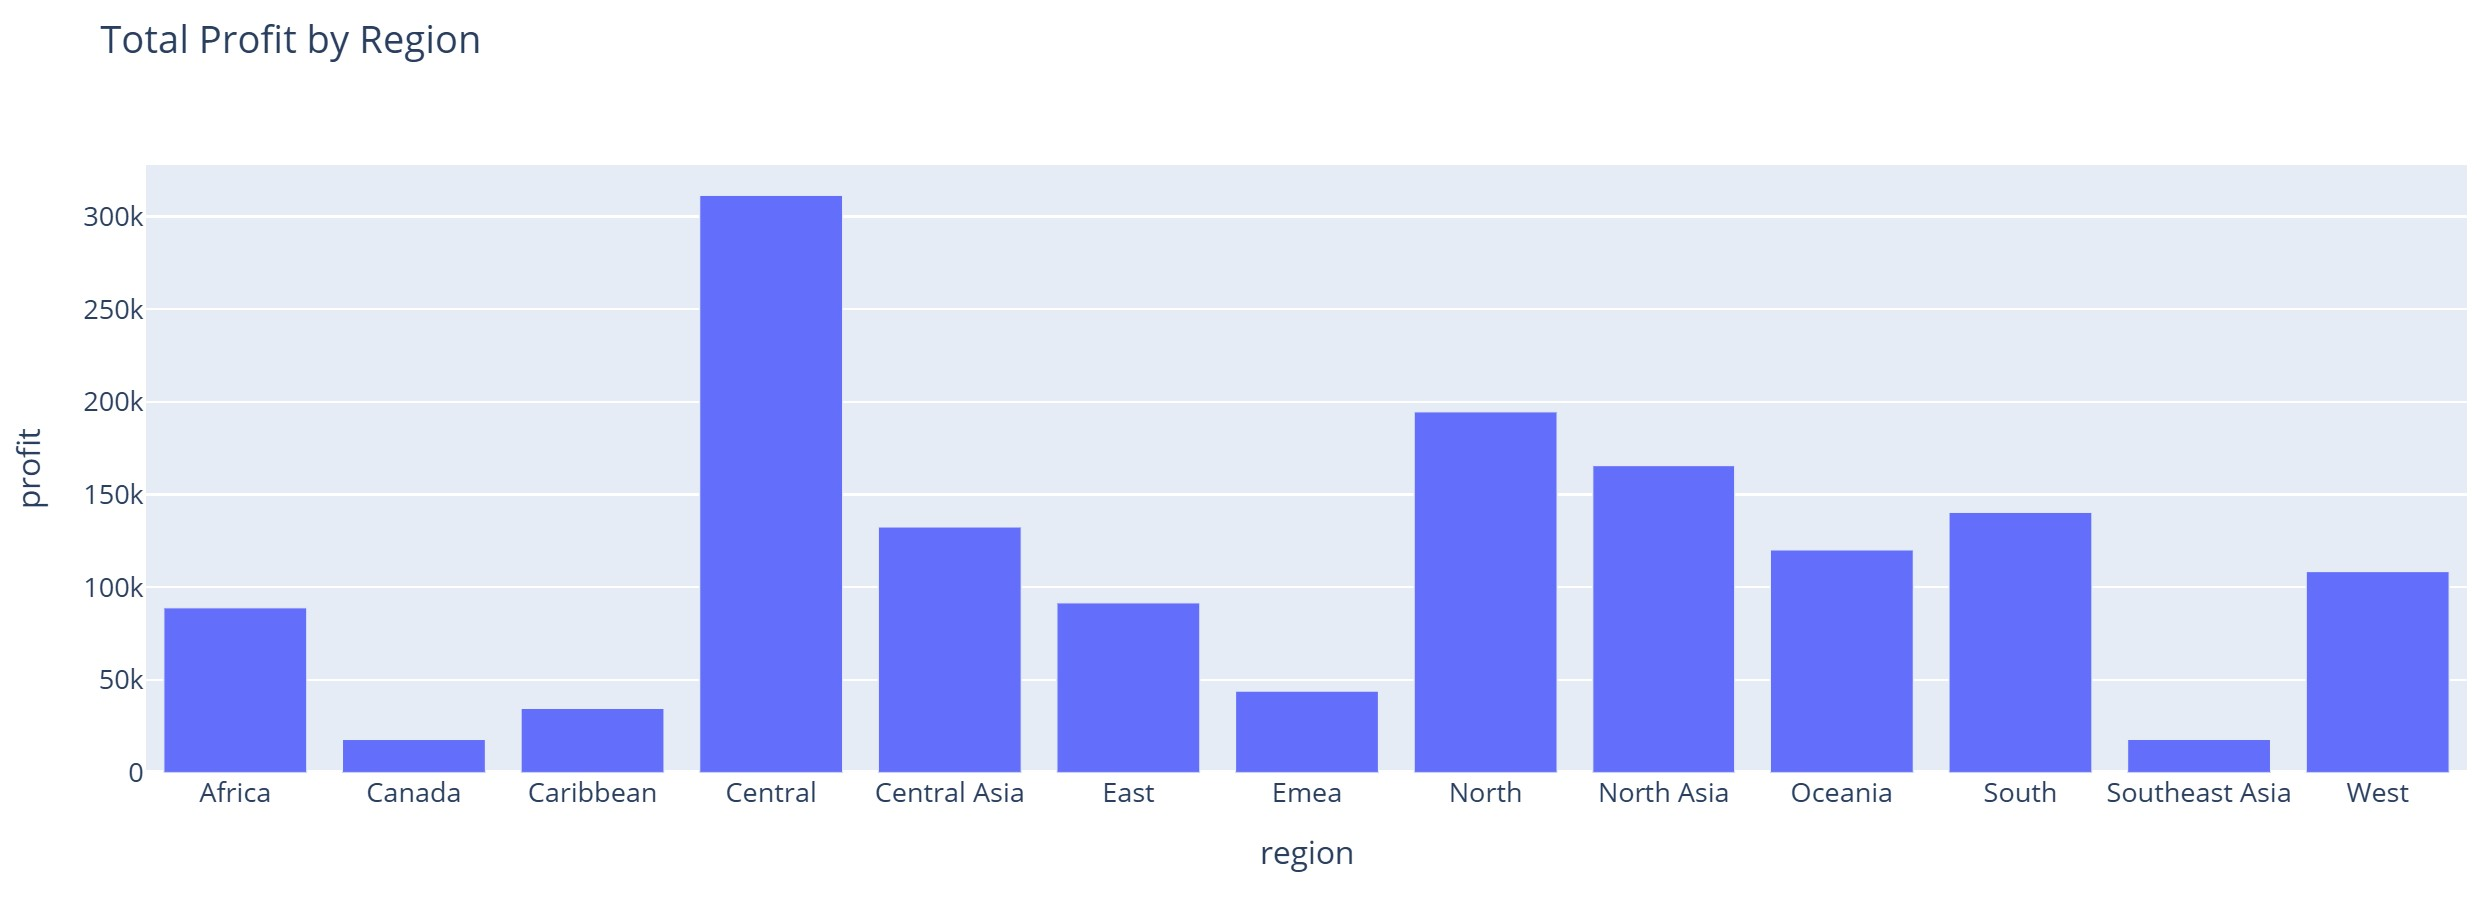 Total Profit by Region
profit
300k
250k
200k
150k
100k
50k
0
Africa Canada Caribbean Central Central Asia East Emea North North Asia Oceania South Southeast Asia West
region